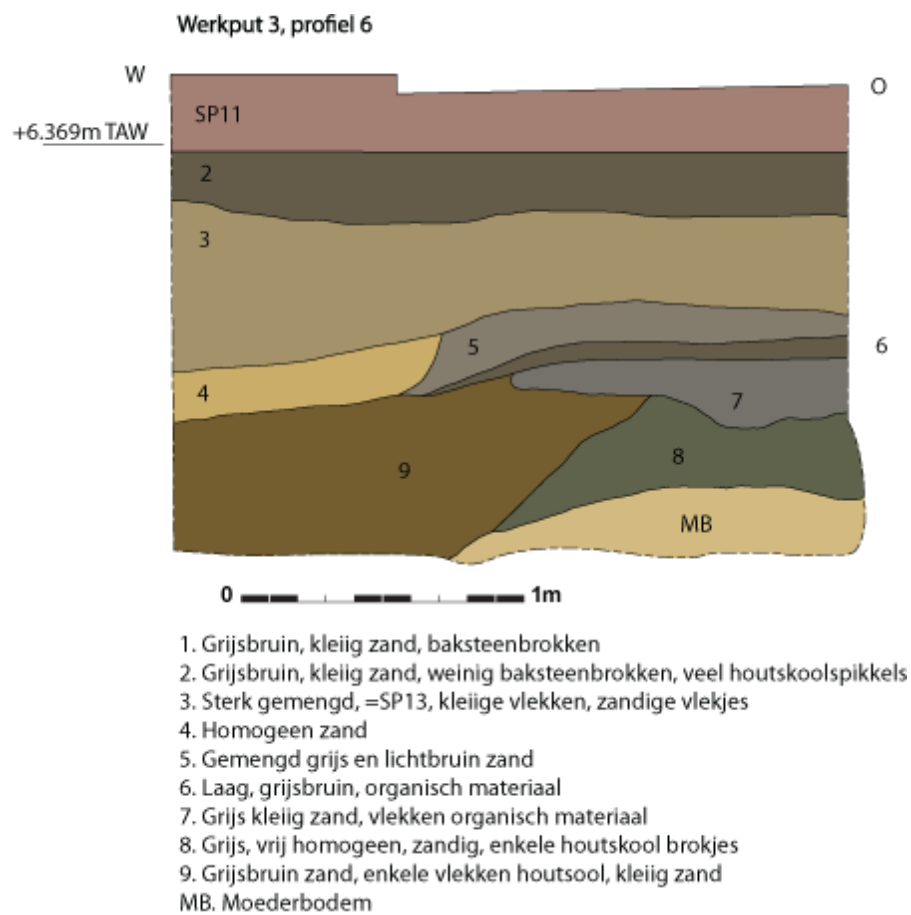 Werkput 3, profiel 6
W
O
SP11
+6.369m TAW
2
3
5
6
4
7
8
9
MB
0 1m
1. Grijsbruin, kleiig zand, baksteenbrokken
2. Grijsbruin, kleiig zand, weinig baksteenbrokken, veel houtskoolspikkels
3. Sterk gemengd, =SP13, kleiige vlekken, zandige vlekjes
4. Homogeen zand
5. Gemengd grijs en lichtbruin zand
6. Laag, grijsbruin, organisch materiaal
7. Grijs kleiig zand, vlekken organisch materiaal
8. Grijs, vrij homogeen, zandig, enkele houtskool brokjes
9. Grijsbruin zand, enkele vlekken houtsool, kleiig zand
MB. Moederbodem